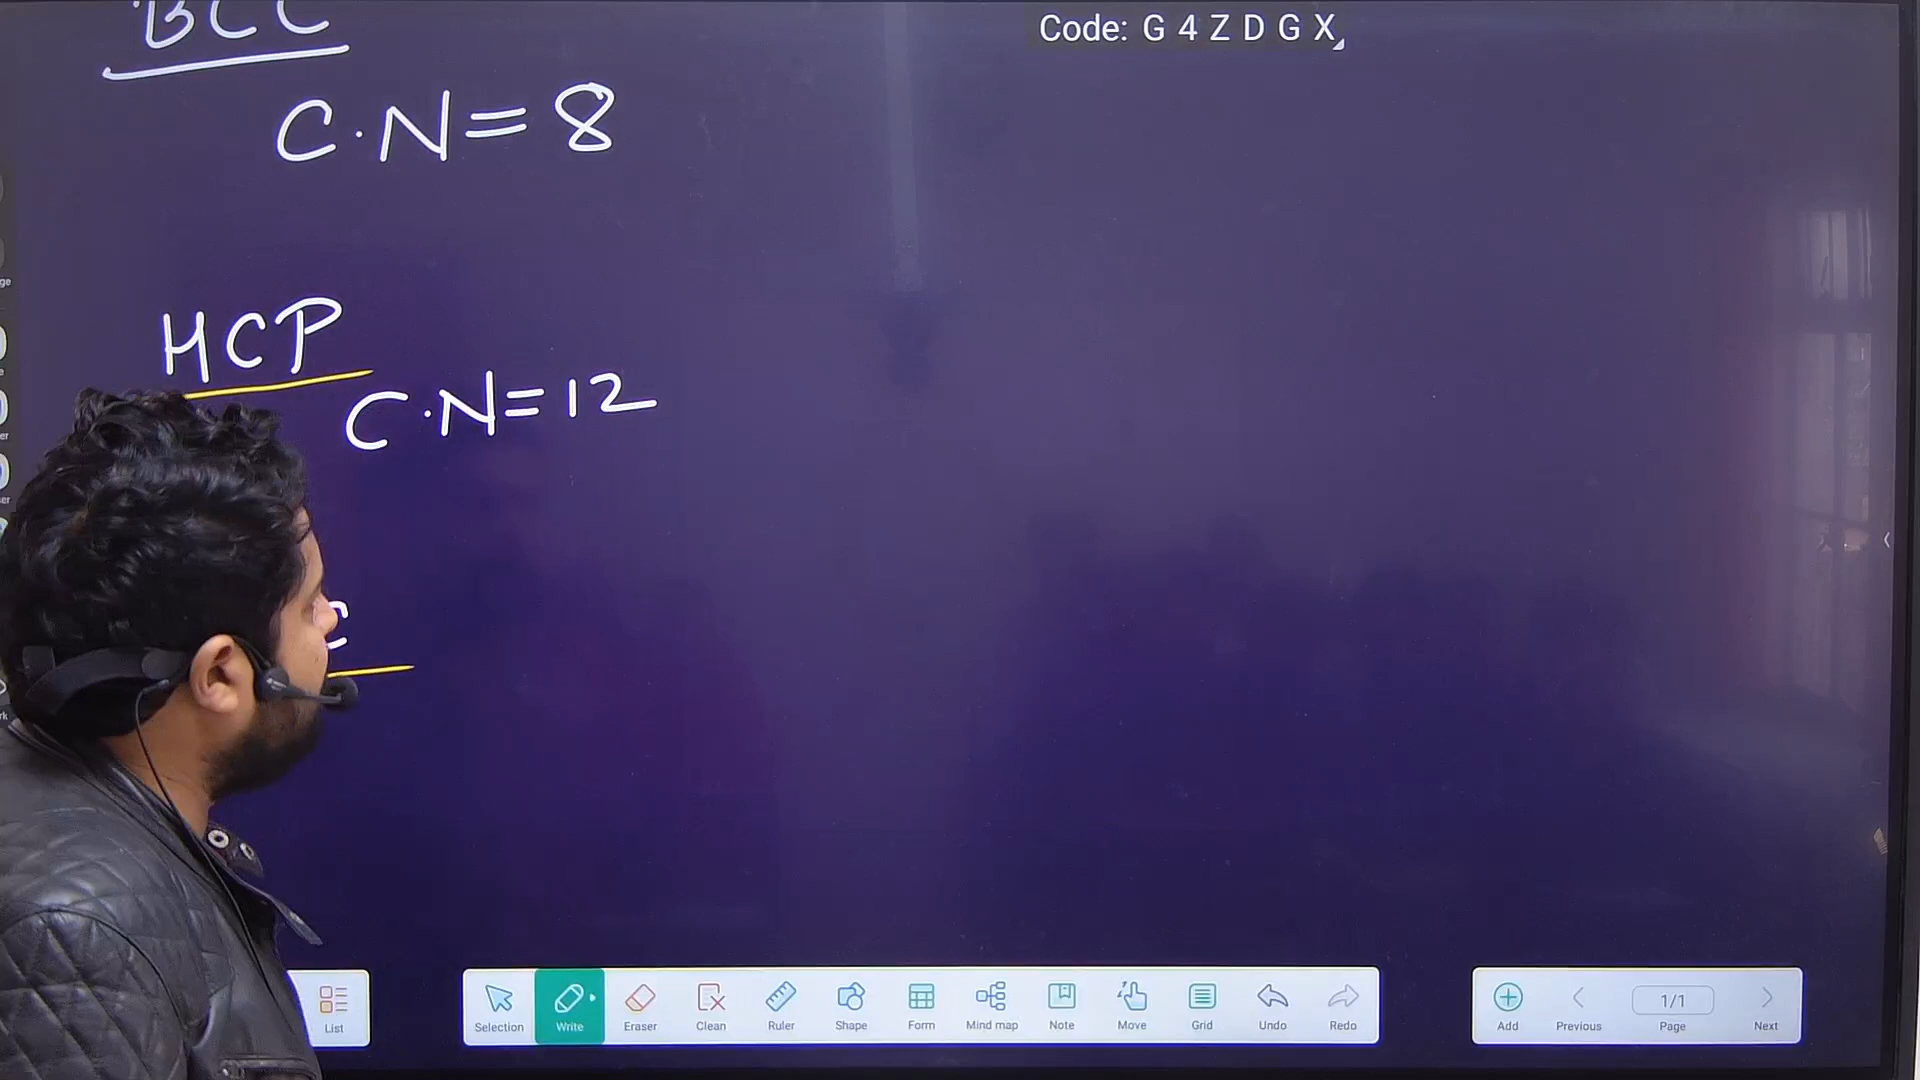 BCC
Code: G 4 Z D G X
C.N=8
HCP
C.N=12
List
Selection
Write
Eraser
Clean
Ruler
Shape
Form
Mind map
Note
Move
Grid
Undo
Redo
Add
Previous
1/1
Page
Next